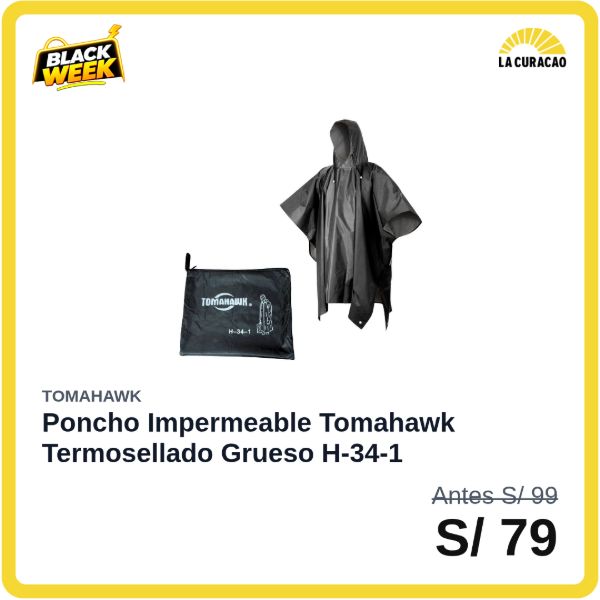 BLACK
WEEK
LA CURACAO
TOMAHAWK®
H-34-1
TOMAHAWK
Poncho Impermeable Tomahawk
Termosellado Grueso H-34-1
Antes S/ 99
S/ 79